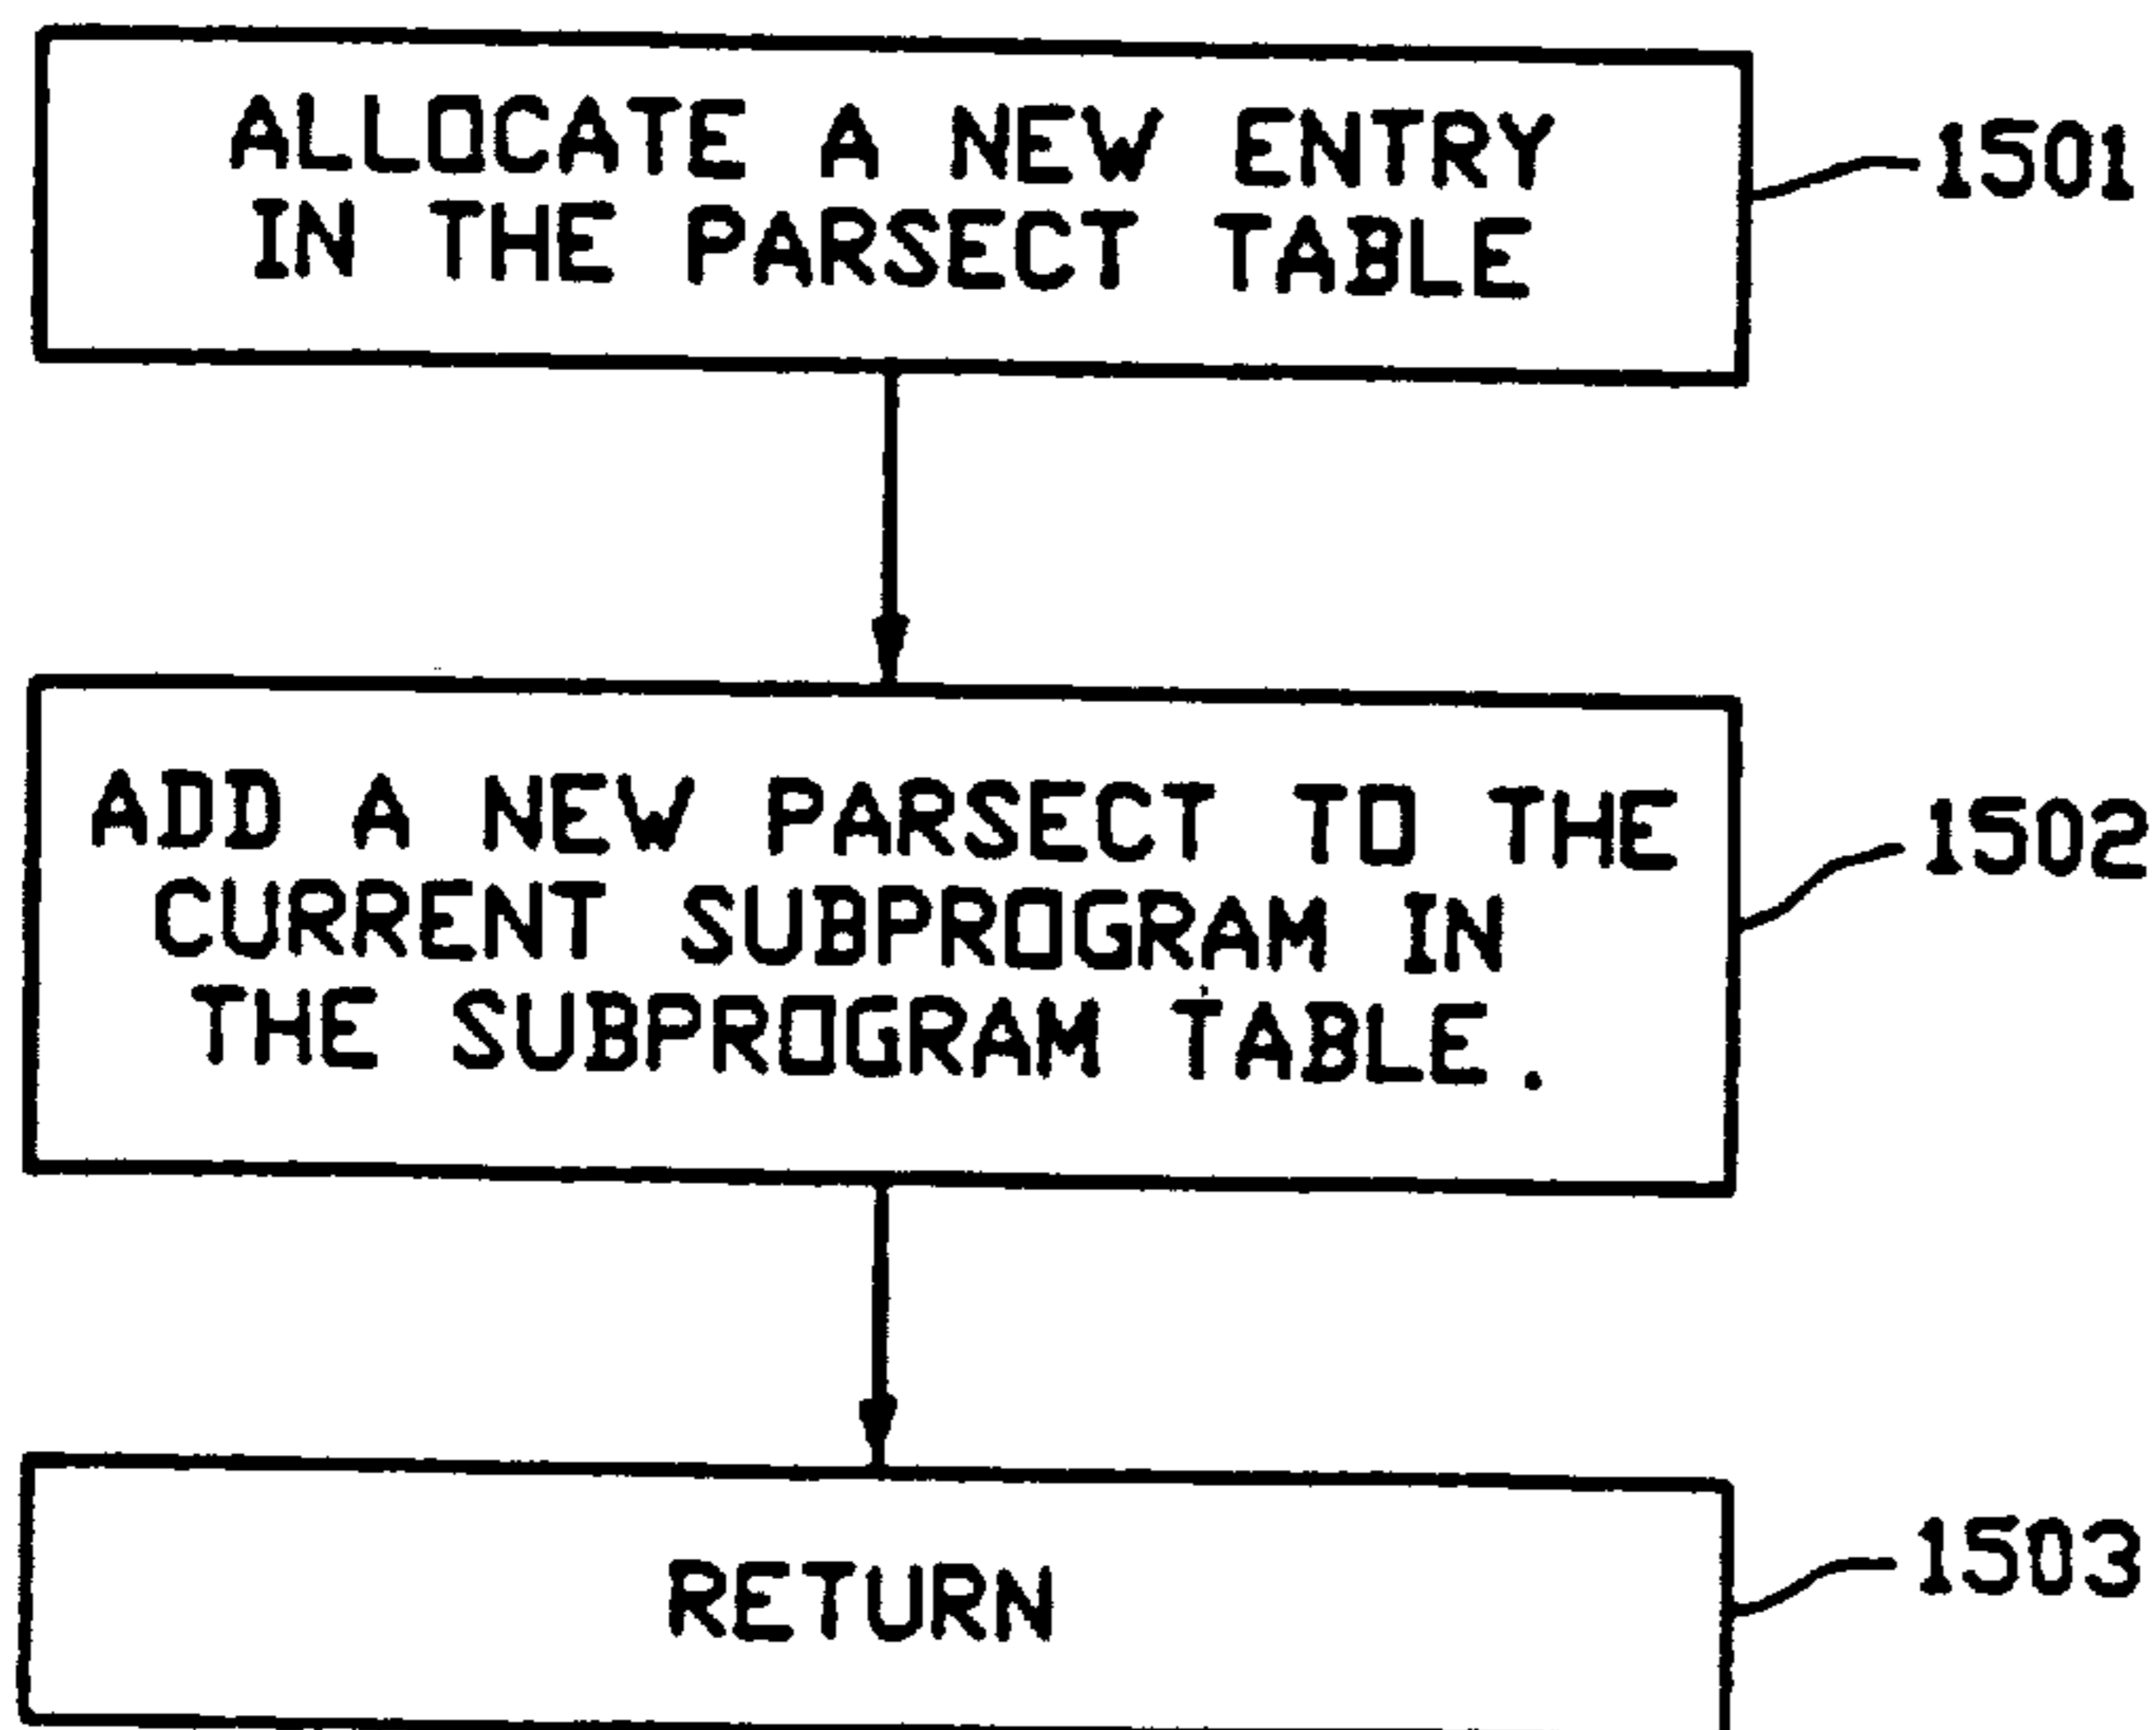 ALLOCATE A NEW ENTRY
IN THE PARSECT TABLE
1501
ADD A NEW PARSECT TO THE
CURRENT SUBPROGRAM IN
THE SUBPROGRAM TABLE.
1502
RETURN
1503